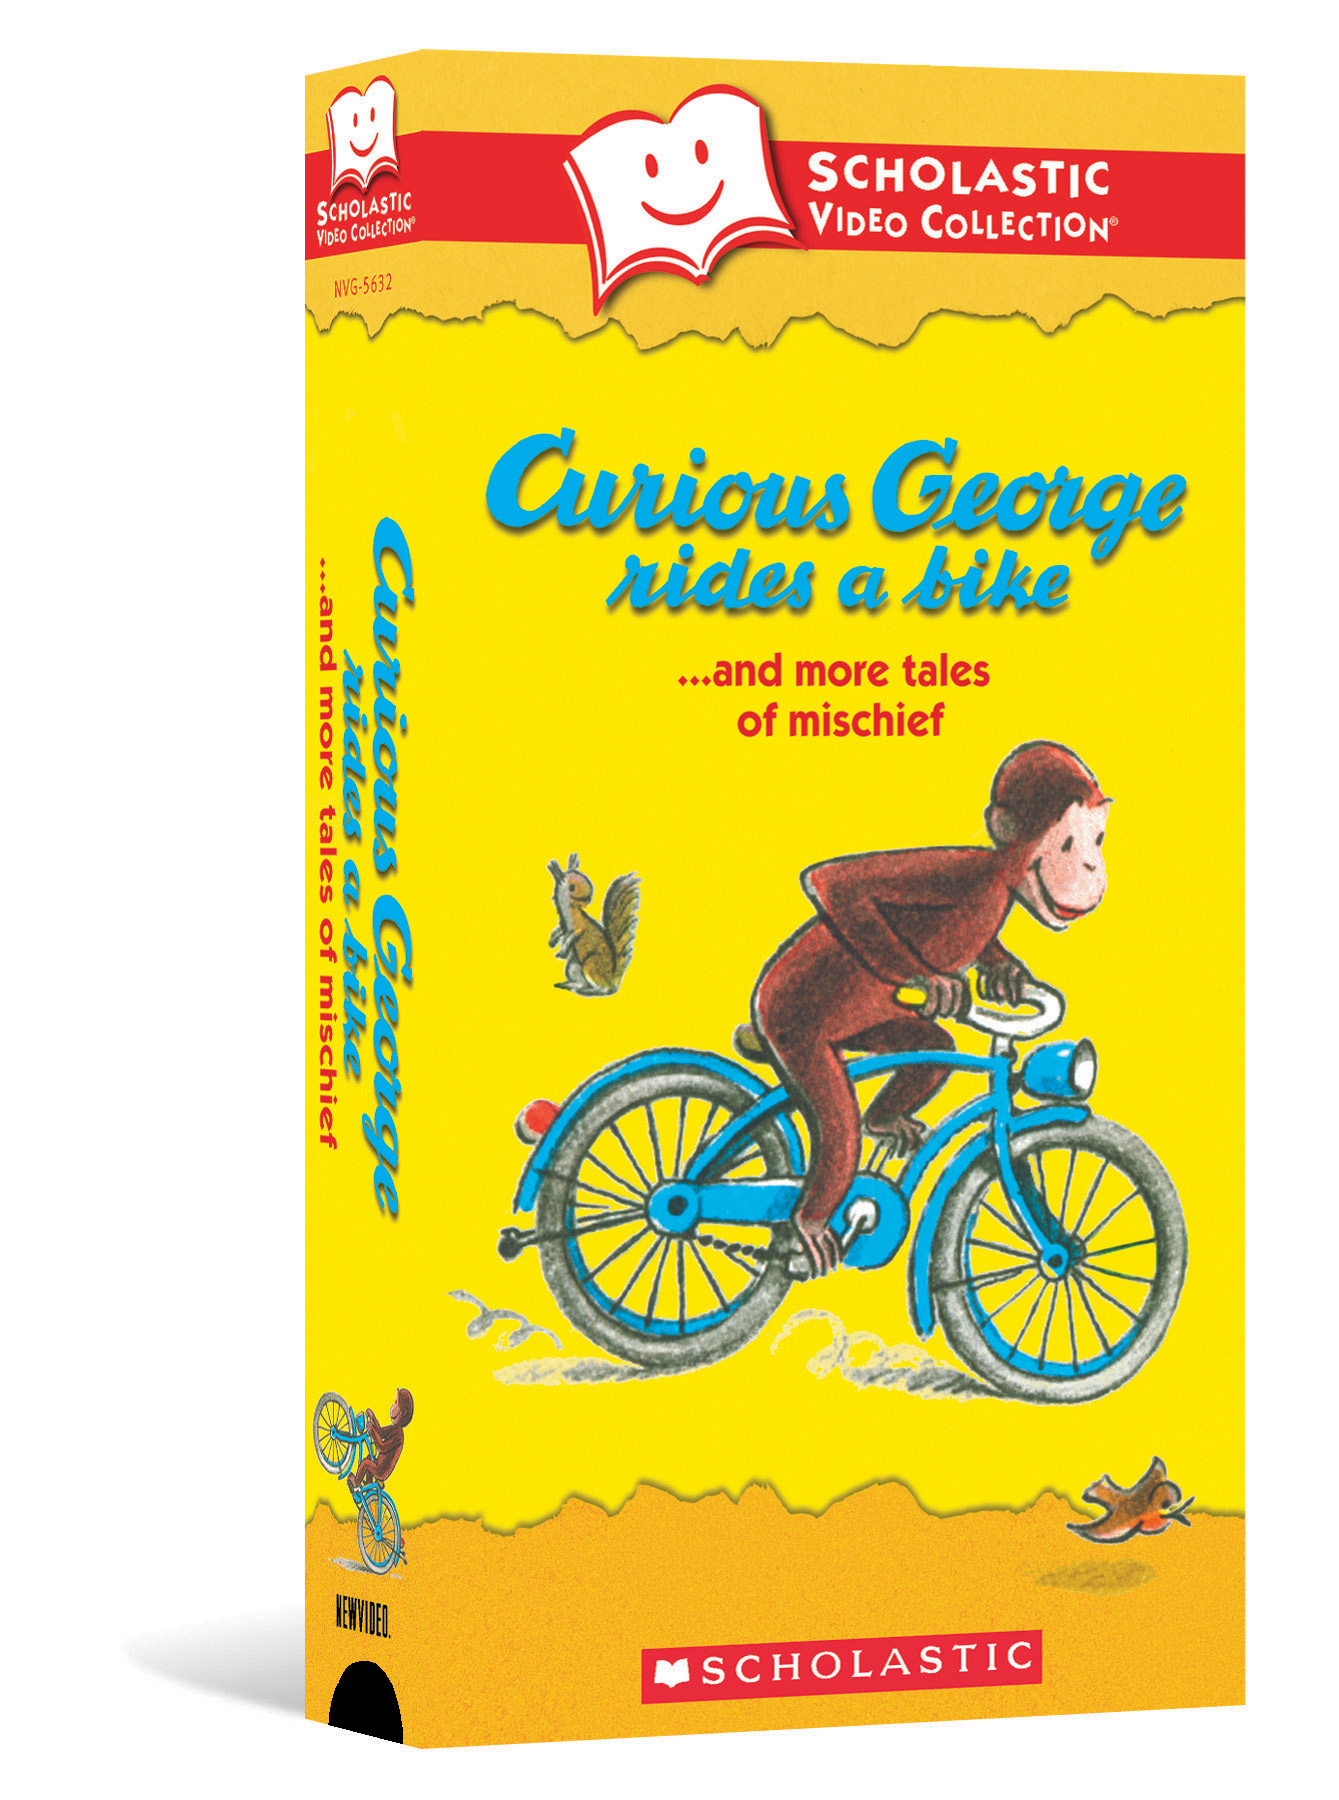 SCHOLASTIC
VIDEO COLLECTION®
NVG-5632
Curious George
rides a bike
...and more tales of mischief
NEWVIDEO.
SCHOLASTIC
VIDEO COLLECTION®
Curious George
rides a bike
...and more tales
of mischief
SCHOLASTIC